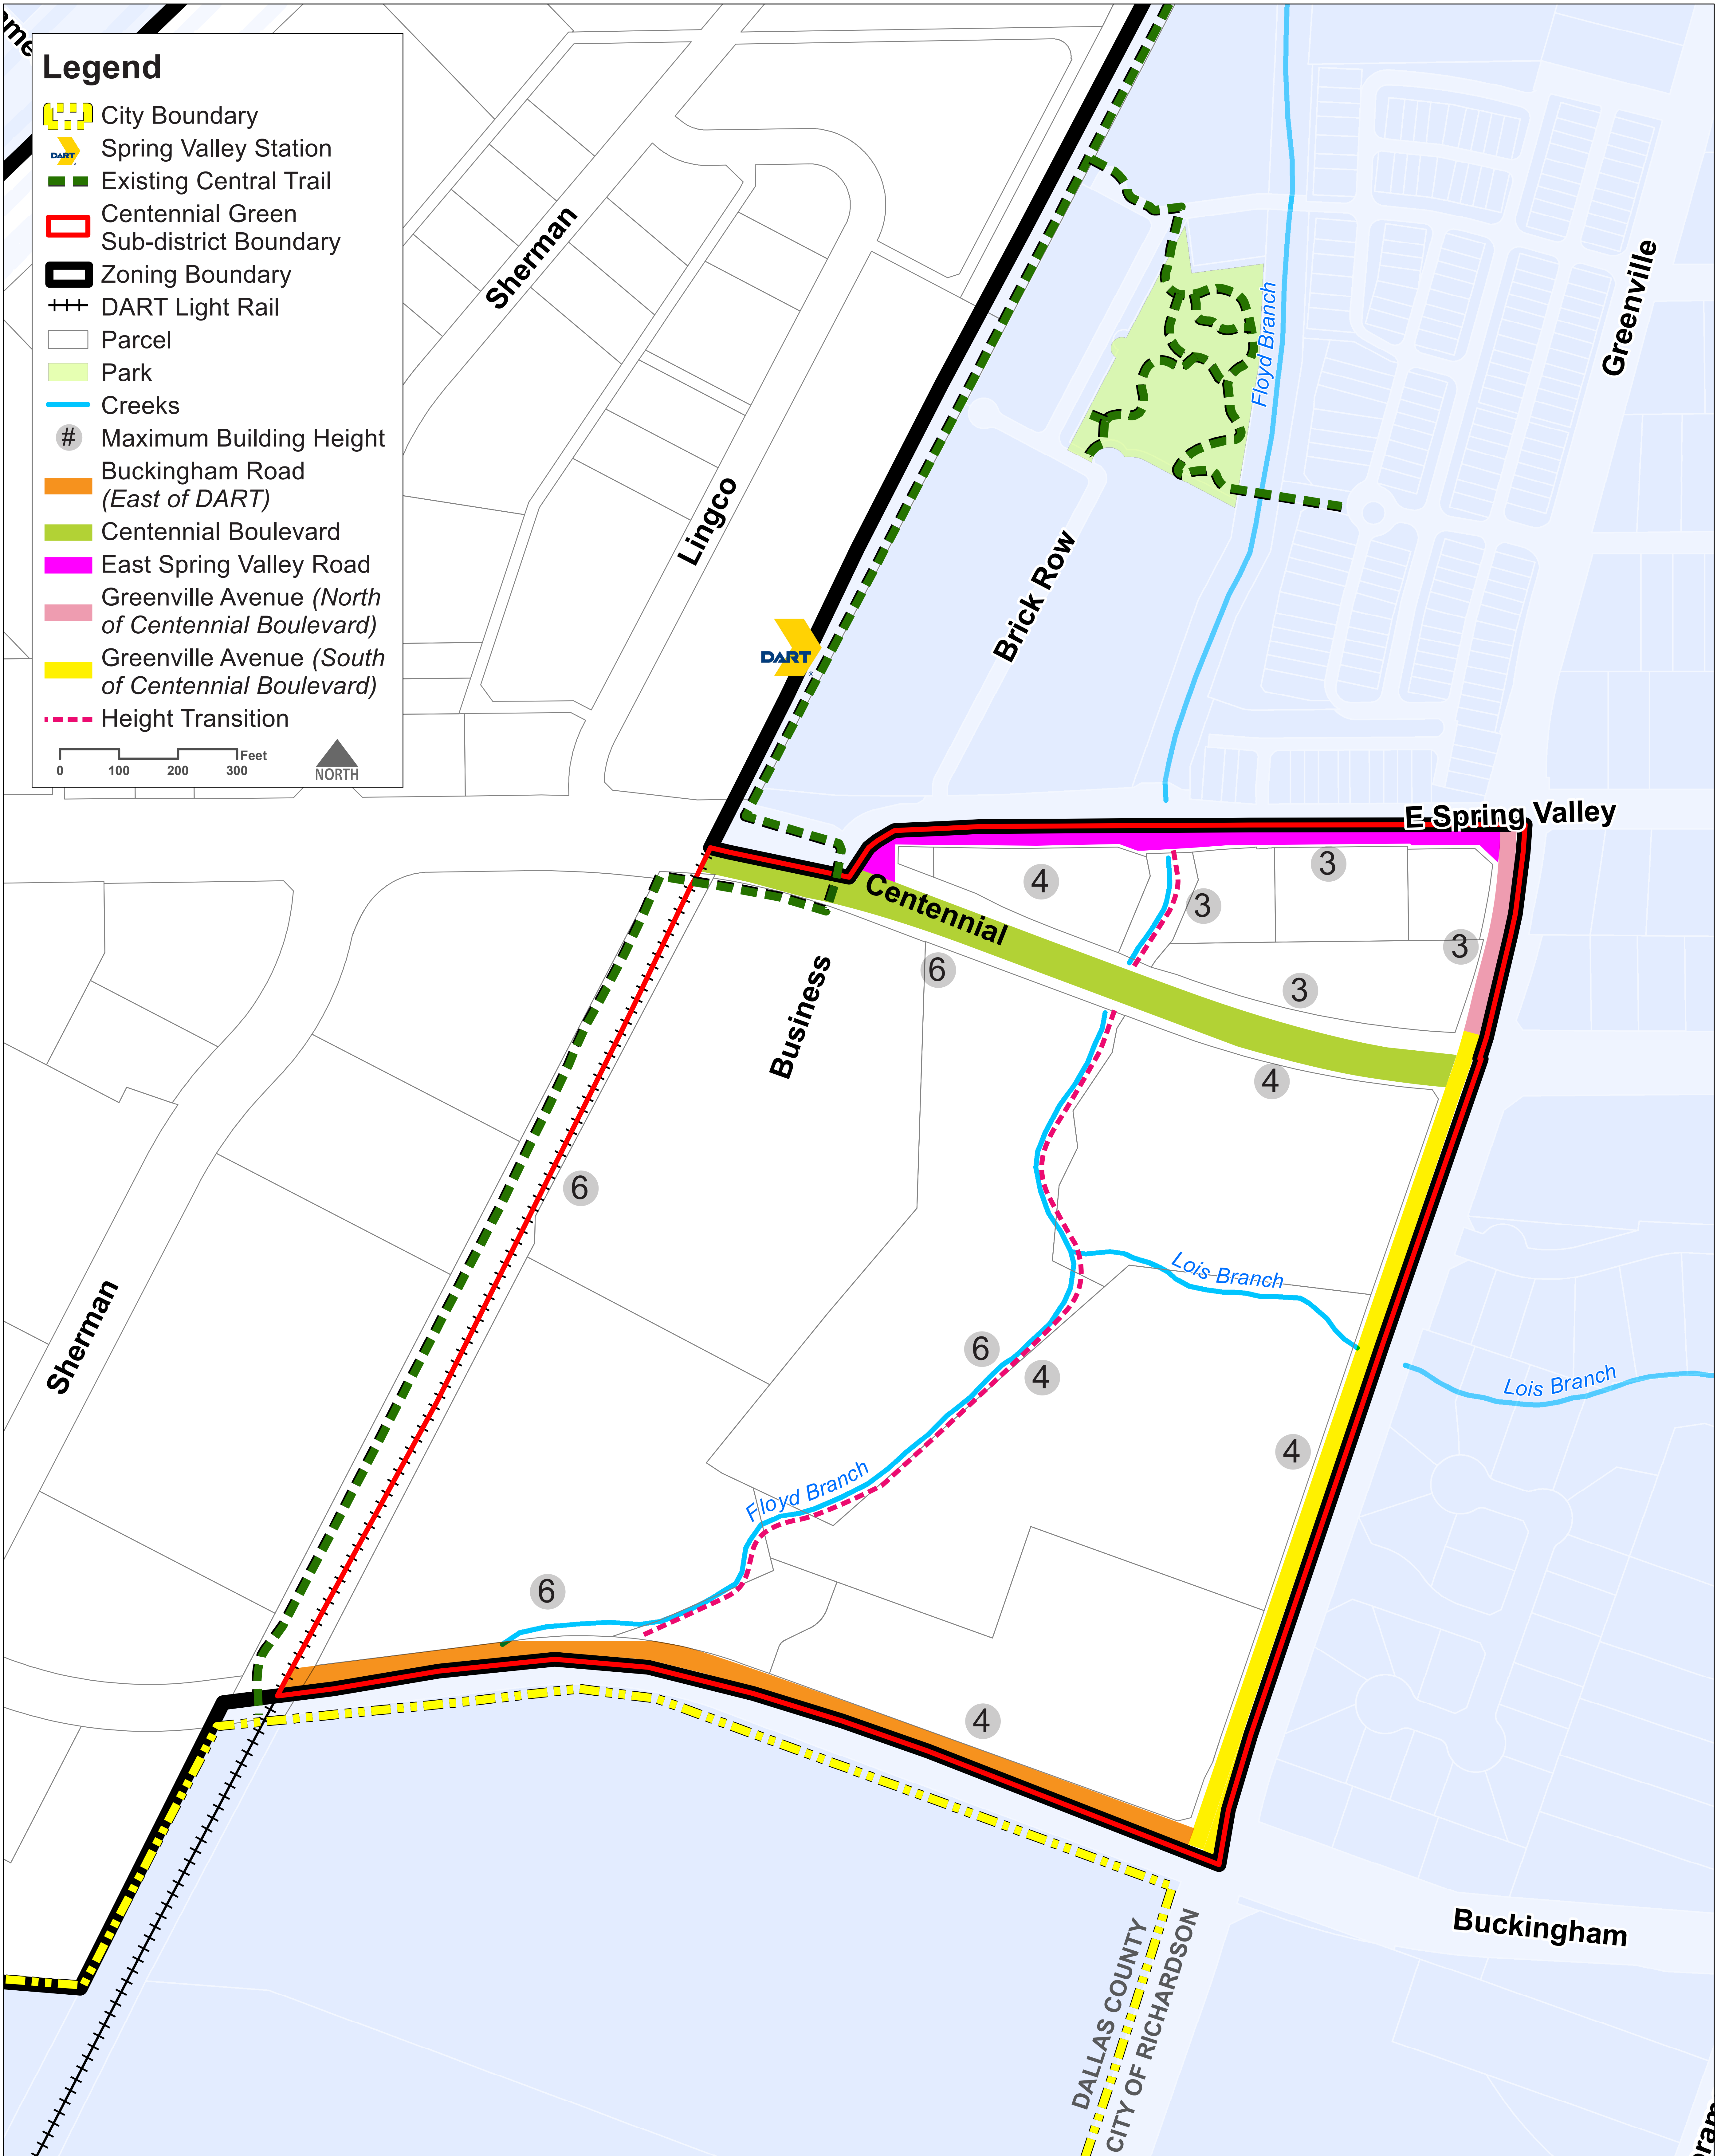 Legend
City Boundary
DART
Spring Valley Station
Existing Central Trail
Centennial Green
Sub-district Boundary
Zoning Boundary
DART Light Rail
Parcel
Park
Creeks
#
Maximum Building Height
Buckingham Road
(East of DART)
Centennial Boulevard
East Spring Valley Road
Greenville Avenue (North
of Centennial Boulevard)
Greenville Avenue (South
of Centennial Boulevard)
Height Transition
Feet
0 100 200 300
NORTH
Sherman
Greenville
Floyd Branch
Lingco
Brick Row
DART
E Spring Valley
Centennial
4
3
3
3
3
6
Business
4
6
Lois Branch
Sherman
6
4
Lois Branch
4
Floyd Branch
6
4
Buckingham
DALLAS COUNTY
CITY OF RICHARDSON